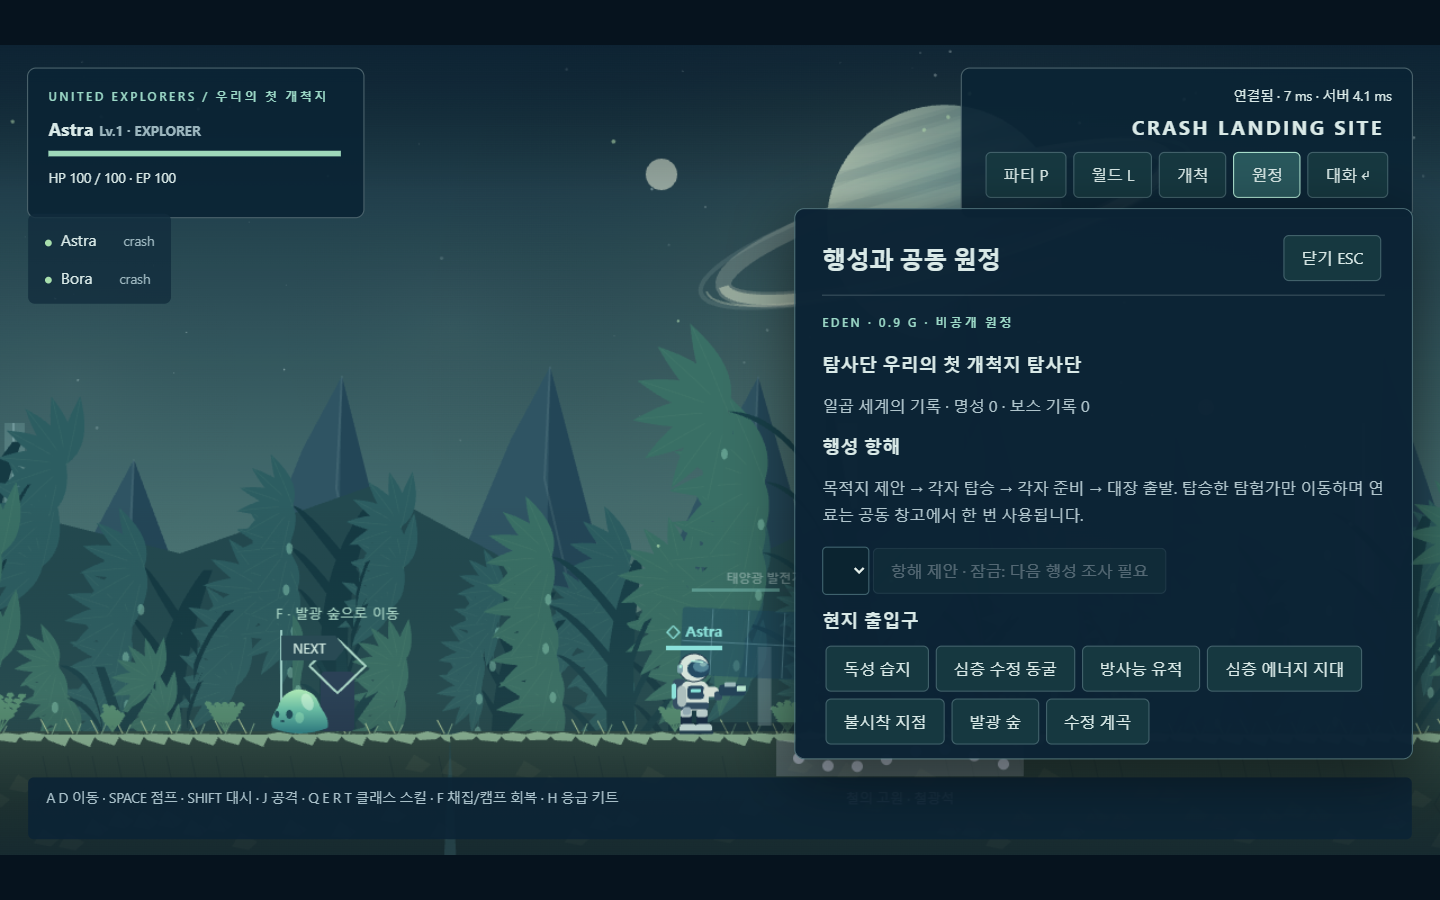 UNITED EXPLORERS / 우리의 첫 개척지
Astra Lv.1 · EXPLORER
HP 100 / 100 · EP 100
Astra crash
Bora crash
연결됨 · 7 ms · 서버 4.1 ms
CRASH LANDING SITE
파티 P 월드 L 개척 원정 대화 ↲
행성과 공동 원정
닫기 ESC
EDEN · 0.9 G · 비공개 원정
탐사단 우리의 첫 개척지 탐사단
일곱 세계의 기록 · 명성 0 · 보스 기록 0
행성 항해
목적지 제안 → 각자 탑승 → 각자 준비 → 대장 출발. 탑승한 탐험가만 이동하며 연
료는 공동 창고에서 한 번 사용됩니다.
항해 제안 · 잠금: 다음 행성 조사 필요
현지 출입구
독성 습지 심층 수정 동굴 방사능 유적 심층 에너지 지대
불시착 지점 발광 숲 수정 계곡
태양광 발전
F · 발광 숲으로 이동
NEXT
◇ Astra
A D 이동 · SPACE 점프 · SHIFT 대시 · J 공격 · Q E R T 클래스 스킬 · F 채집/캠프 회복 · H 응급 키트